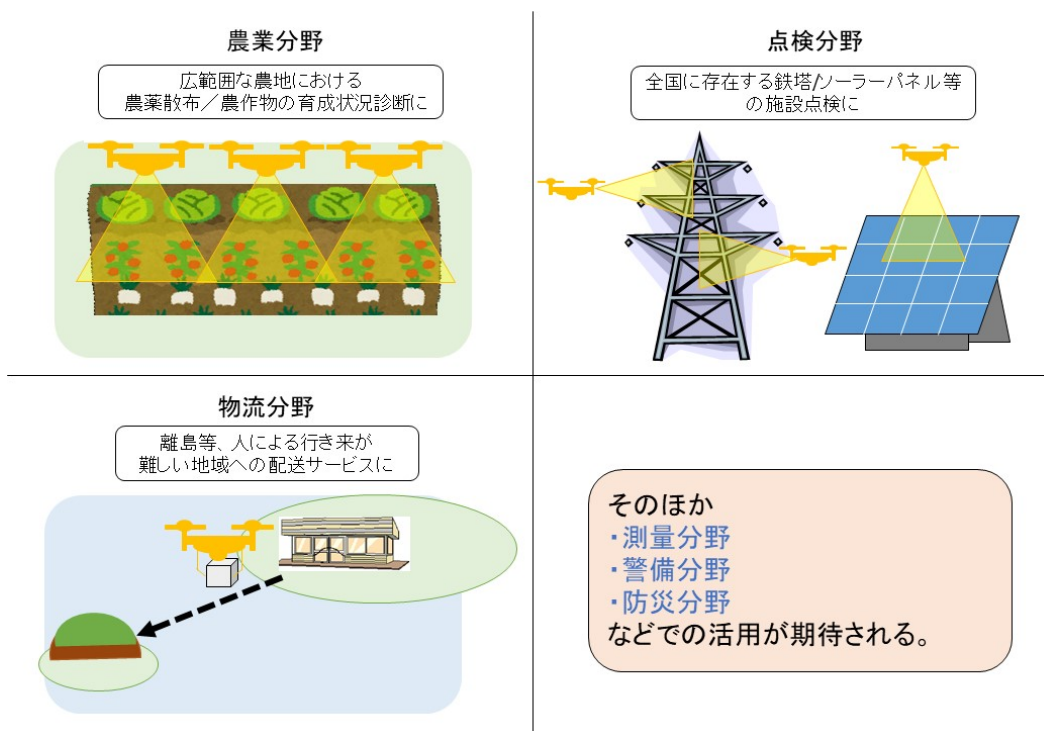 農業分野
広範囲な農地における
農薬散布／農作物の育成状況診断に
点検分野
全国に存在する鉄塔/ソーラーパネル等
の施設点検に
物流分野
離島等、人による行き来が
難しい地域への配送サービスに
そのほか
・測量分野
・警備分野
・防災分野
などでの活用が期待される。